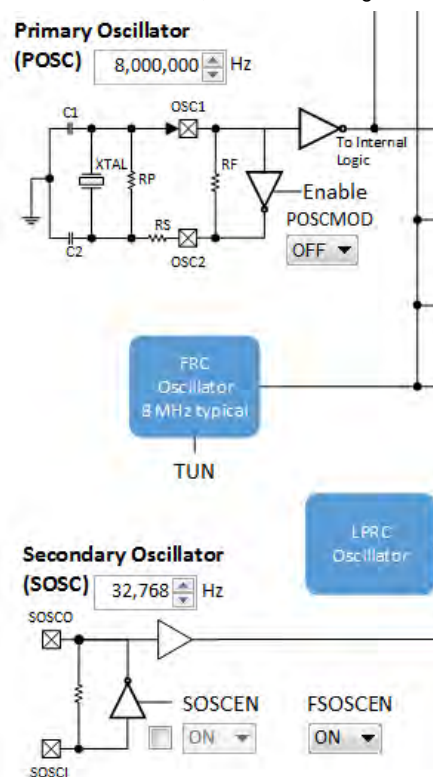 Primary Oscillator
(POSC) 8,000,000 Hz
C1
OSC1
XTAL
RP
RF
To Internal
Logic
Enable
RS
POSCMOD
C2
OSC2
OFF
FRC
Oscillator
8 MHz typical
TUN
LPRC
Oscillator
Secondary Oscillator
(SOSC) 32,768 Hz
SOSCO
SOSCEN FSOSCEN
ON ON
SOSCI